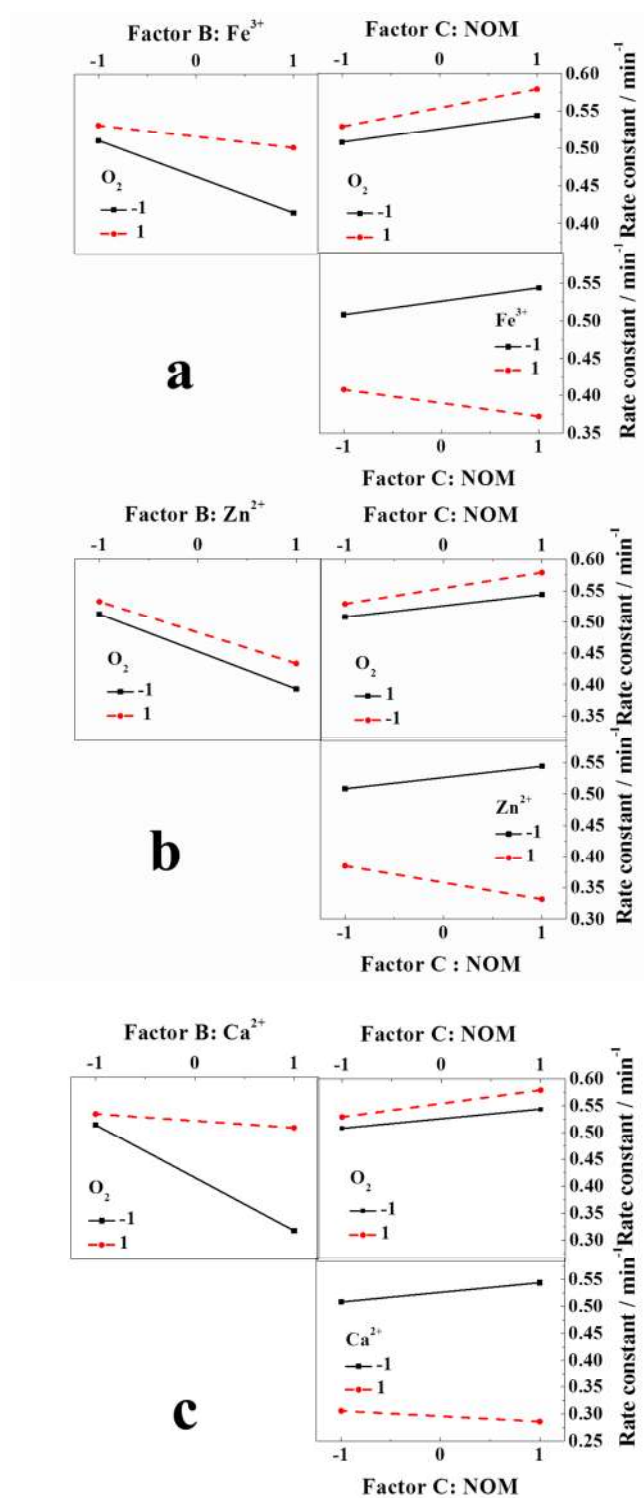 Factor B: Fe³⁺
Factor C: NOM
-1 0 1
-1 0 1
0.60
0.55
0.50
0.45
0.40
Rate constant / min⁻¹
O₂
-1
1
O₂
-1
1
0.55
0.50
0.45
0.40
0.35
Rate constant / min⁻¹
Fe³⁺
-1
1
a
-1 0 1
Factor C: NOM
Factor B: Zn²⁺
Factor C: NOM
-1 0 1
-1 0 1
0.60
0.55
0.50
0.45
0.40
0.35
Rate constant / min⁻¹
O₂
-1
1
O₂
1
-1
0.55
0.50
0.45
0.40
0.35
0.30
Rate constant / min⁻¹
Zn²⁺
-1
1
b
-1 0 1
Factor C : NOM
Factor B: Ca²⁺
Factor C: NOM
-1 0 1
-1 0 1
0.60
0.55
0.50
0.45
0.40
0.35
0.30
Rate constant / min⁻¹
O₂
-1
1
O₂
-1
1
0.55
0.50
0.45
0.40
0.35
0.30
0.25
Rate constant / min⁻¹
Ca²⁺
-1
1
c
-1 0 1
Factor C: NOM